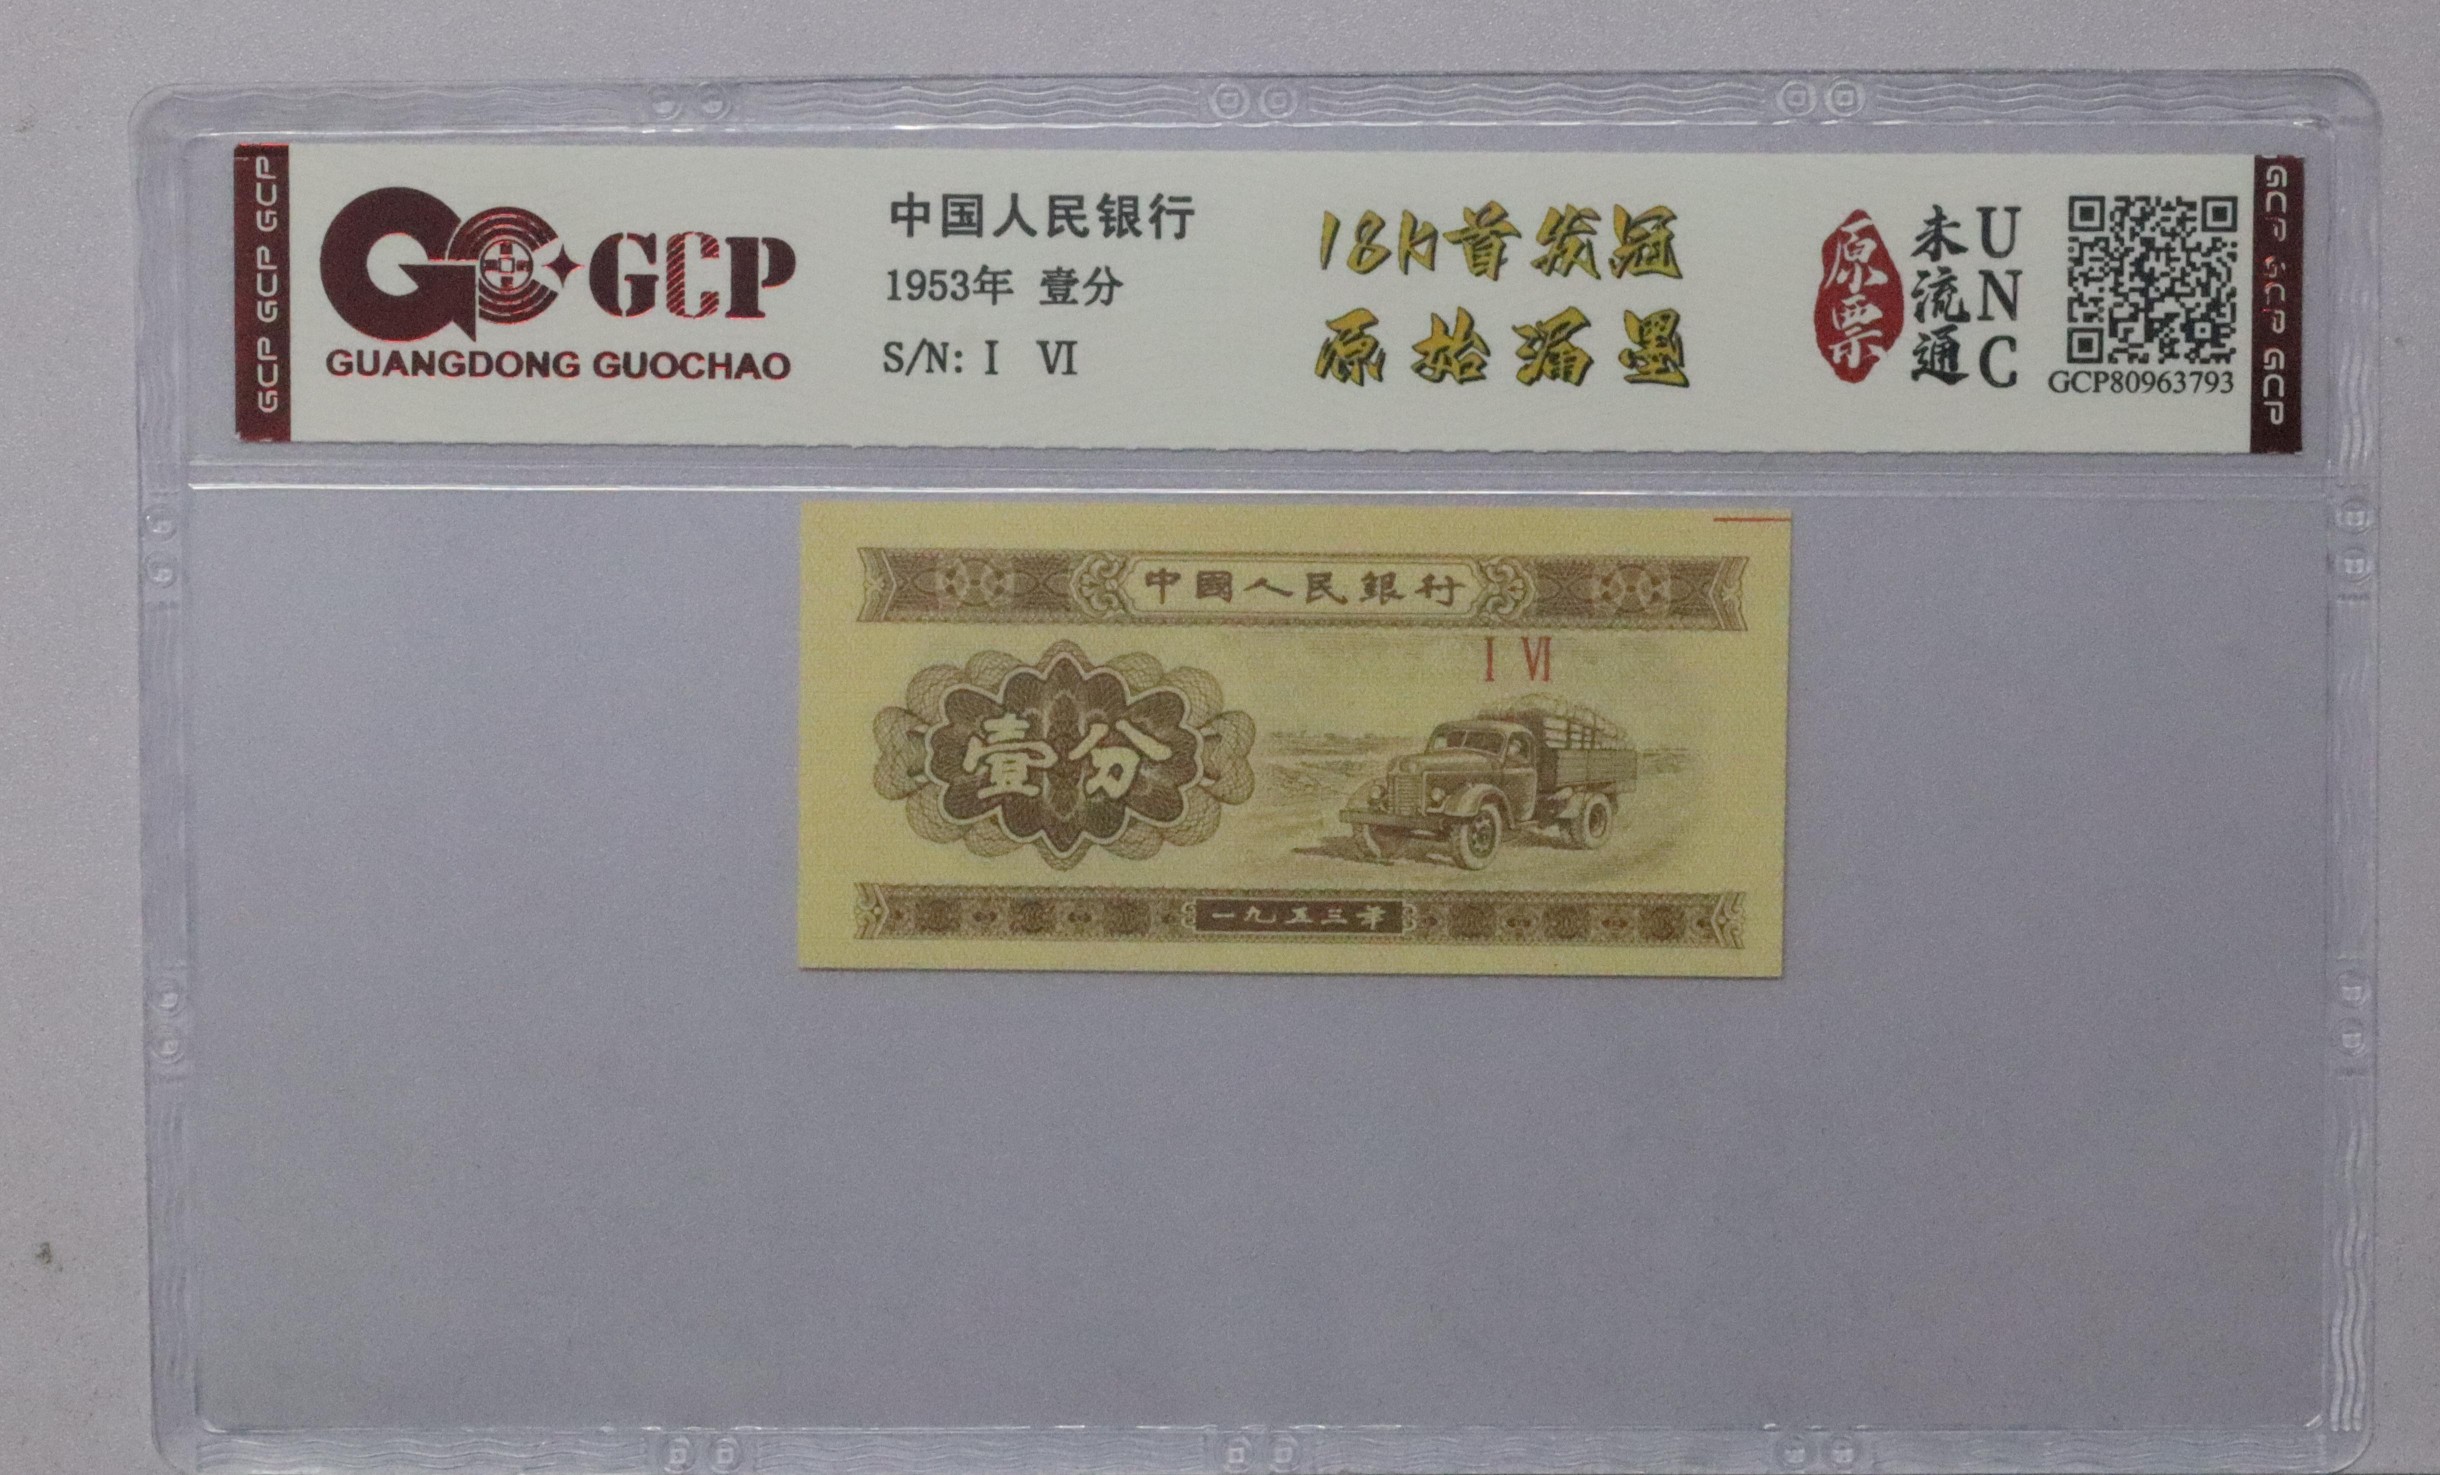 GCP GCP GCP
GCP
GUANGDONG GUOCHAO
中国人民银行
1953年 壹分
S/N: I VI
18k首发冠
原始漏墨
原票
未流通
UNC
GCP80963793
GCP GCP GCP
中國人民銀行
I VI
壹分
一九五三年